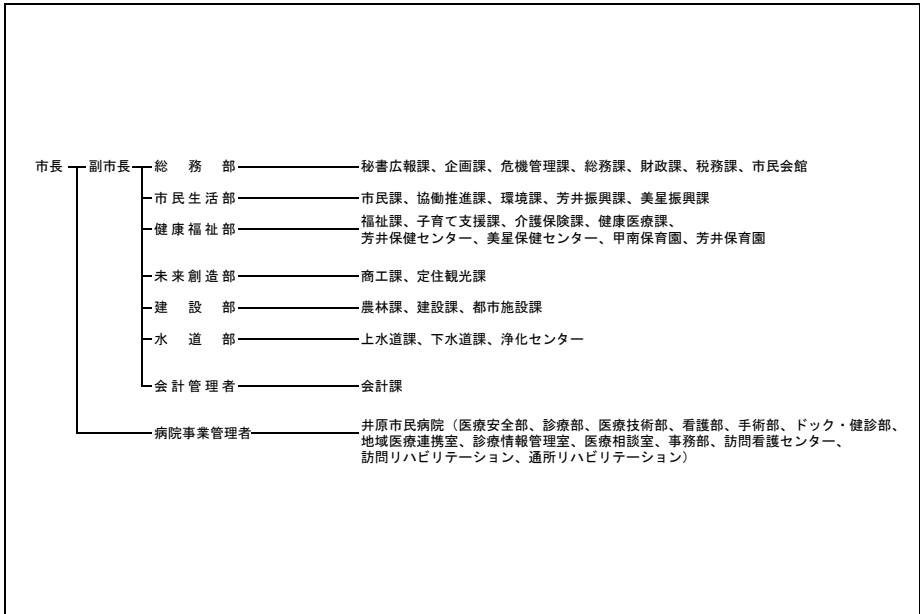 市長 副市長 総務部 秘書広報課、企画課、危機管理課、総務課、財政課、税務課、市民会館
市民生活部 市民課、協働推進課、環境課、芳井振興課、美星振興課
健康福祉部 福祉課、子育て支援課、介護保険課、健康医療課、
芳井保健センター、美星保健センター、甲南保育園、芳井保育園
未来創造部 商工課、定住観光課
建設部 農林課、建設課、都市施設課
水道部 上水道課、下水道課、浄化センター
会計管理者 会計課
病院事業管理者 井原市民病院（医療安全部、診療部、医療技術部、看護部、手術部、ドック・健診部、
地域医療連携室、診療情報管理室、医療相談室、事務部、訪問看護センター、
訪問リハビリテーション、通所リハビリテーション）